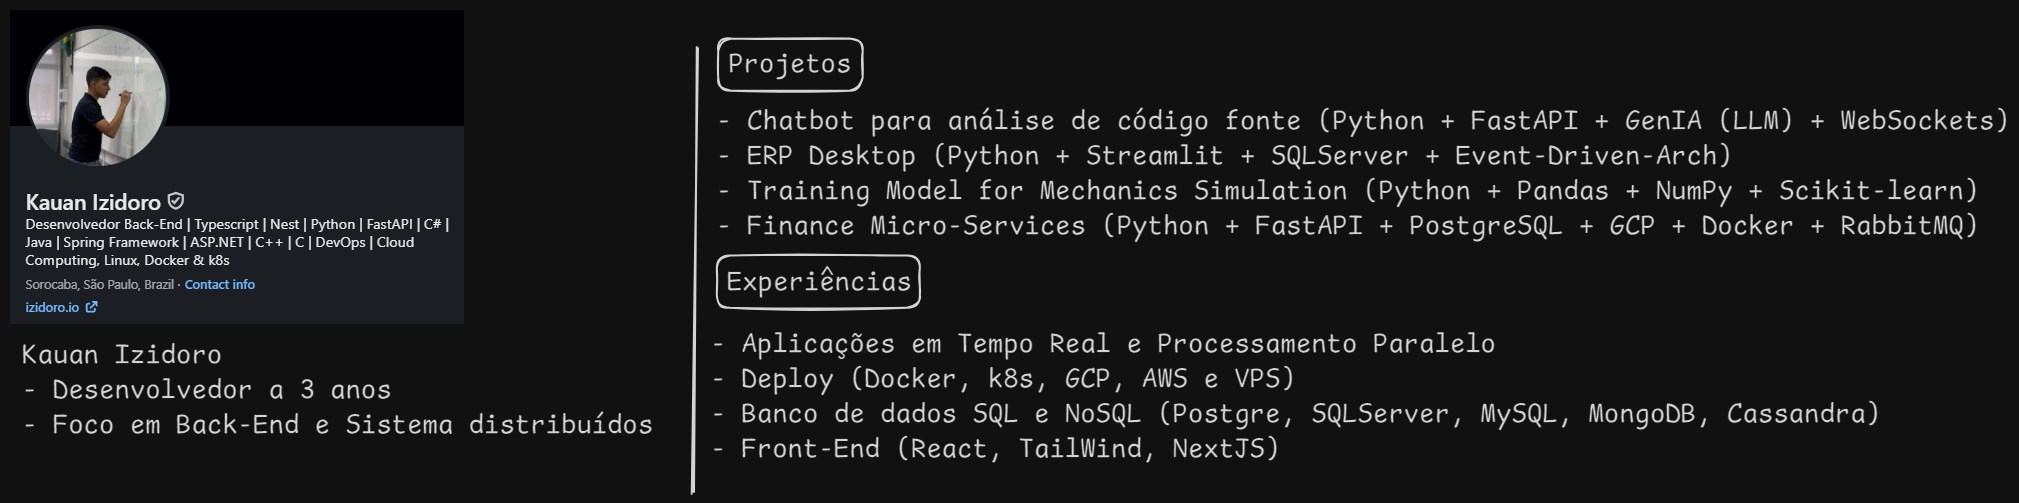 Kauan Izidoro
Desenvolvedor Back-End | Typescript | Nest | Python | FastAPI | C# |
Java | Spring Framework | ASP.NET | C++ | C | DevOps | Cloud
Computing, Linux, Docker & k8s
Sorocaba, São Paulo, Brazil · Contact info
izidoro.io
Kauan Izidoro
- Desenvolvedor a 3 anos
- Foco em Back-End e Sistema distribuídos
Projetos
- Chatbot para análise de código fonte (Python + FastAPI + GenIA (LLM) + WebSockets)
- ERP Desktop (Python + Streamlit + SQLServer + Event-Driven-Arch)
- Training Model for Mechanics Simulation (Python + Pandas + NumPy + Scikit-learn)
- Finance Micro-Services (Python + FastAPI + PostgreSQL + GCP + Docker + RabbitMQ)
Experiências
- Aplicações em Tempo Real e Processamento Paralelo
- Deploy (Docker, k8s, GCP, AWS e VPS)
- Banco de dados SQL e NoSQL (Postgre, SQLServer, MySQL, MongoDB, Cassandra)
- Front-End (React, TailWind, NextJS)